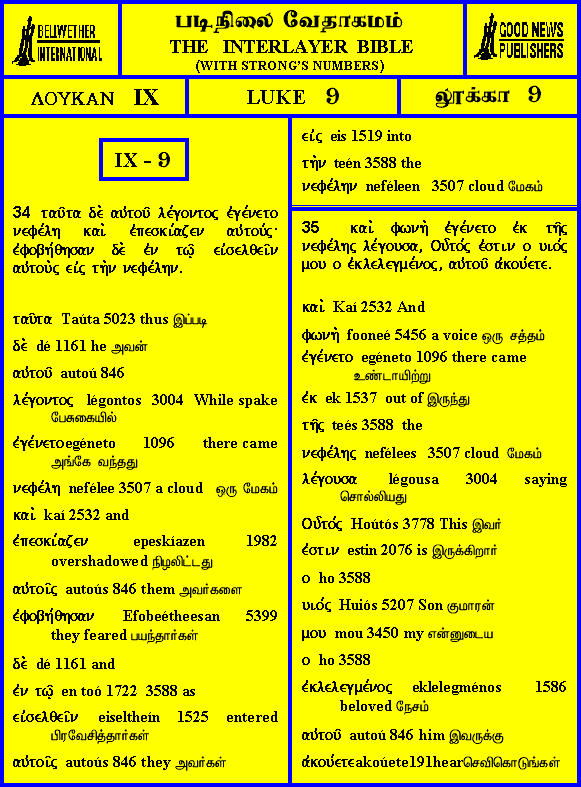 BELLWETHER
INTERNATIONAL
படிநிலை வேதாகமம்
THE INTERLAYER BIBLE
(WITH STRONG'S NUMBERS)
GOOD NEWS
PUBLISHERS
ΛΟΥΚΑΝ IX
LUKE 9
லூக்கா 9
IX - 9
34 ταῦτα δὲ αὐτοῦ λέγοντος ἐγένετο
νεφέλη καὶ ἐπεσκίαζεν αὐτούς·
ἐφοβήθησαν δὲ ἐν τῷ εἰσελθεῖν
αὐτοὺς εἰς τὴν νεφέλην.
ταῦτα Taúta 5023 thus இப்படி
δὲ dé 1161 he அவன்
αὐτοῦ autoú 846
λέγοντος légontos 3004 While spake
பேசுகையில்
ἐγένετοegéneto 1096 there came
அங்கே வந்தது
νεφέλη nefélee 3507 a cloud ஒரு மேகம்
καὶ kaí 2532 and
ἐπεσκίαζεν epeskíazen 1982
overshadowed நிழலிட்டது
αὐτοῖς autoús 846 them அவர்களை
ἐφοβήθησαν Efobeétheesan 5399
they feared பயந்தார்கள்
δὲ dé 1161 and
ἐν τῷ en toó 1722 3588 as
εἰσελθεῖν eiseltheín 1525 entered
பிரவேசித்தார்கள்
αὐτοῖς autoús 846 they அவர்கள்
εἰς eis 1519 into
τὴν teén 3588 the
νεφέλην neféleen 3507 cloud மேகம்
35 καὶ φωνὴ ἐγένετο ἐκ τῆς
νεφέλης λέγουσα, Οὗτός ἐστιν ο υιός
μου ο ἐκλελεγμένος, αὐτοῦ ἀκούετε.
καὶ Kaí 2532 And
φωνὴ fooneé 5456 a voice ஒரு சத்தம்
ἐγένετο egéneto 1096 there came
உண்டாயிற்று
ἐκ ek 1537 out of இருந்து
τῆς teés 3588 the
νεφέλης nefélees 3507 cloud மேகம்
λέγουσα légousa 3004 saying
சொல்லியது
Οὗτός Hoútós 3778 This இவர்
ἐστιν estin 2076 is இருக்கிறார்
ο ho 3588
υιός Huiós 5207 Son குமாரன்
μου mou 3450 my என்னுடைய
ο ho 3588
ἐκλελεγμένος eklelegménos 1586
beloved நேசம்
αὐτοῦ autoú 846 him இவருக்கு
ἀκούετεakoúete191hearசெவிகொடுங்கள்